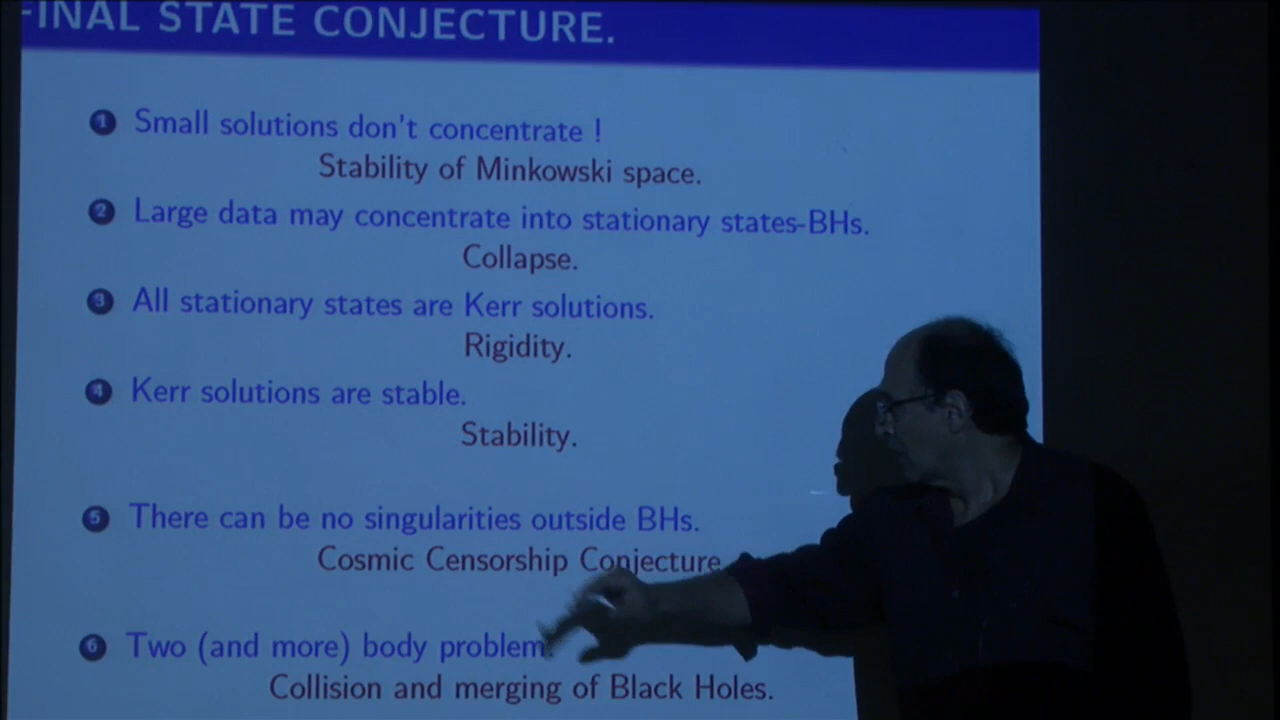 FINAL STATE CONJECTURE.
1 Small solutions don't concentrate !
Stability of Minkowski space.
2 Large data may concentrate into stationary states-BHs.
Collapse.
3 All stationary states are Kerr solutions.
Rigidity.
4 Kerr solutions are stable.
Stability.
5 There can be no singularities outside BHs.
Cosmic Censorship Conjecture
6 Two (and more) body problem.
Collision and merging of Black Holes.